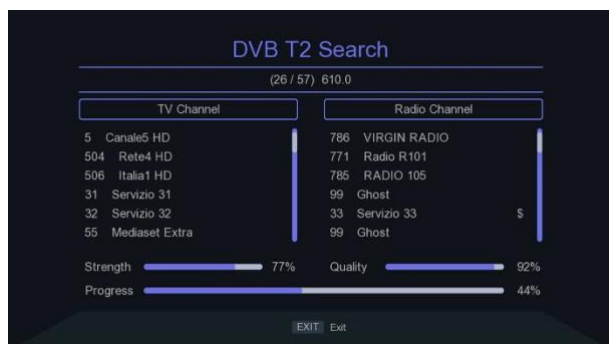 DVB T2 Search
(26 / 57) 610.0
TV Channel
5 Canale5 HD
504 Rete4 HD
506 Italia1 HD
31 Servizio 31
32 Servizio 32
55 Mediaset Extra
Radio Channel
786 VIRGIN RADIO
771 Radio R101
785 RADIO 105
99 Ghost
33 Servizio 33 $
99 Ghost
Strength 77%
Quality 92%
Progress 44%
EXIT Exit